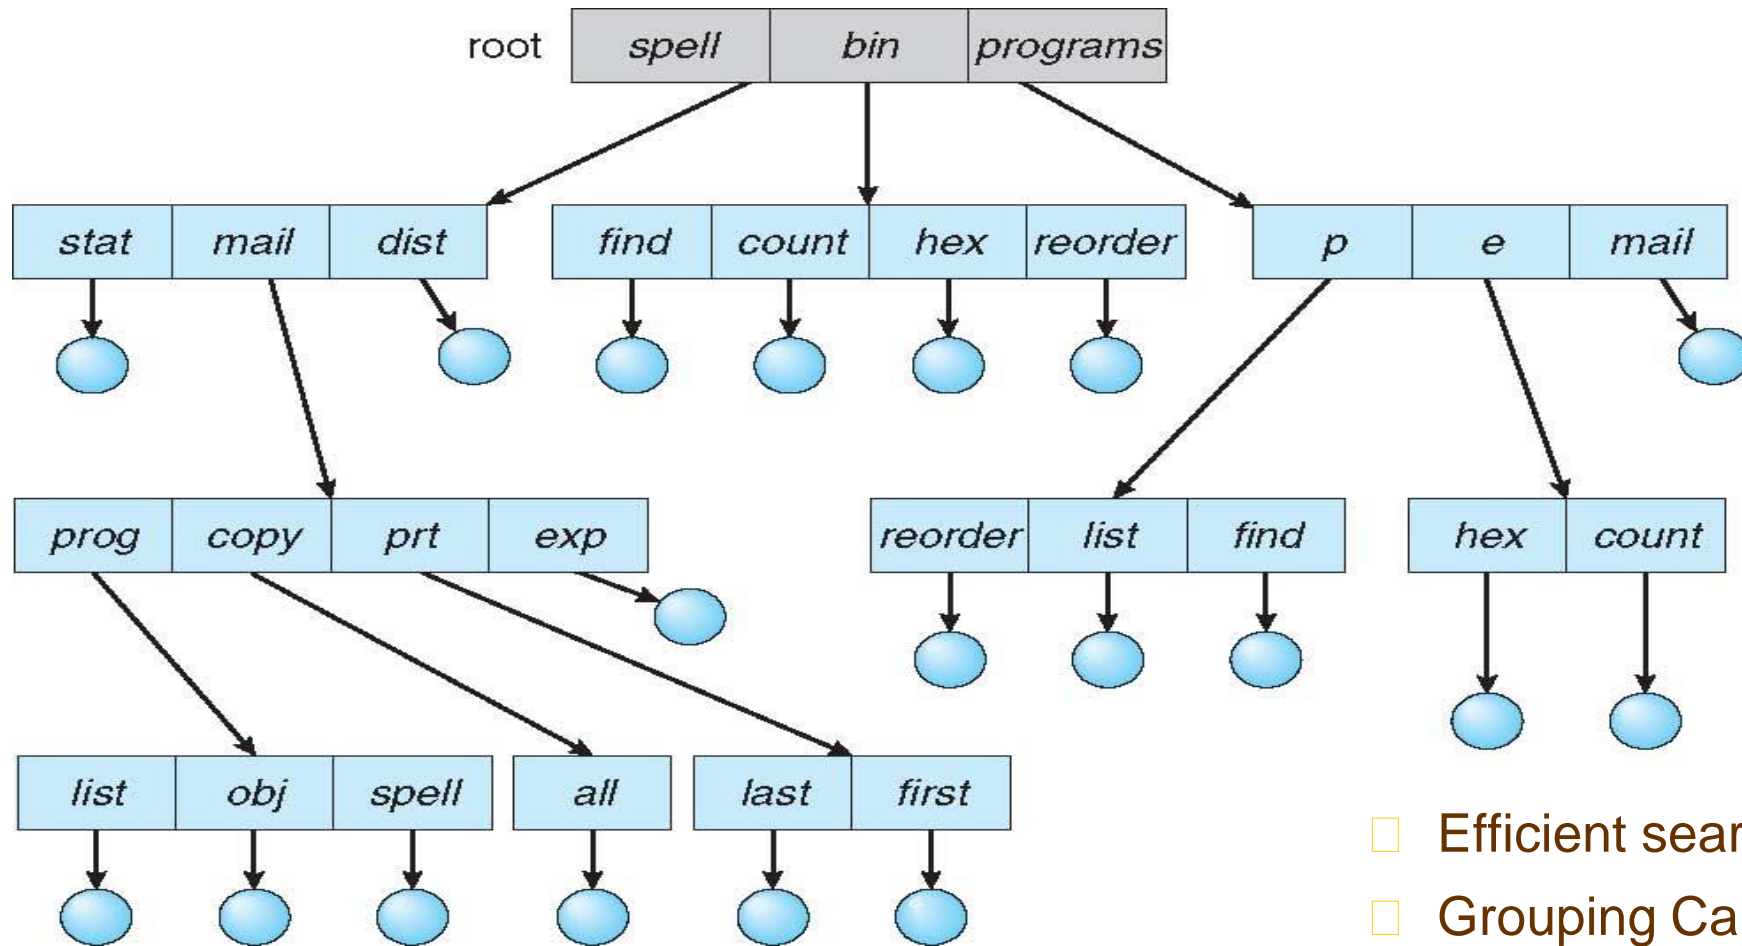 root spell bin programs
stat mail dist find count hex reorder p e mail
prog copy prt exp reorder list find hex count
list obj spell all last first
Efficient sear
Grouping Ca